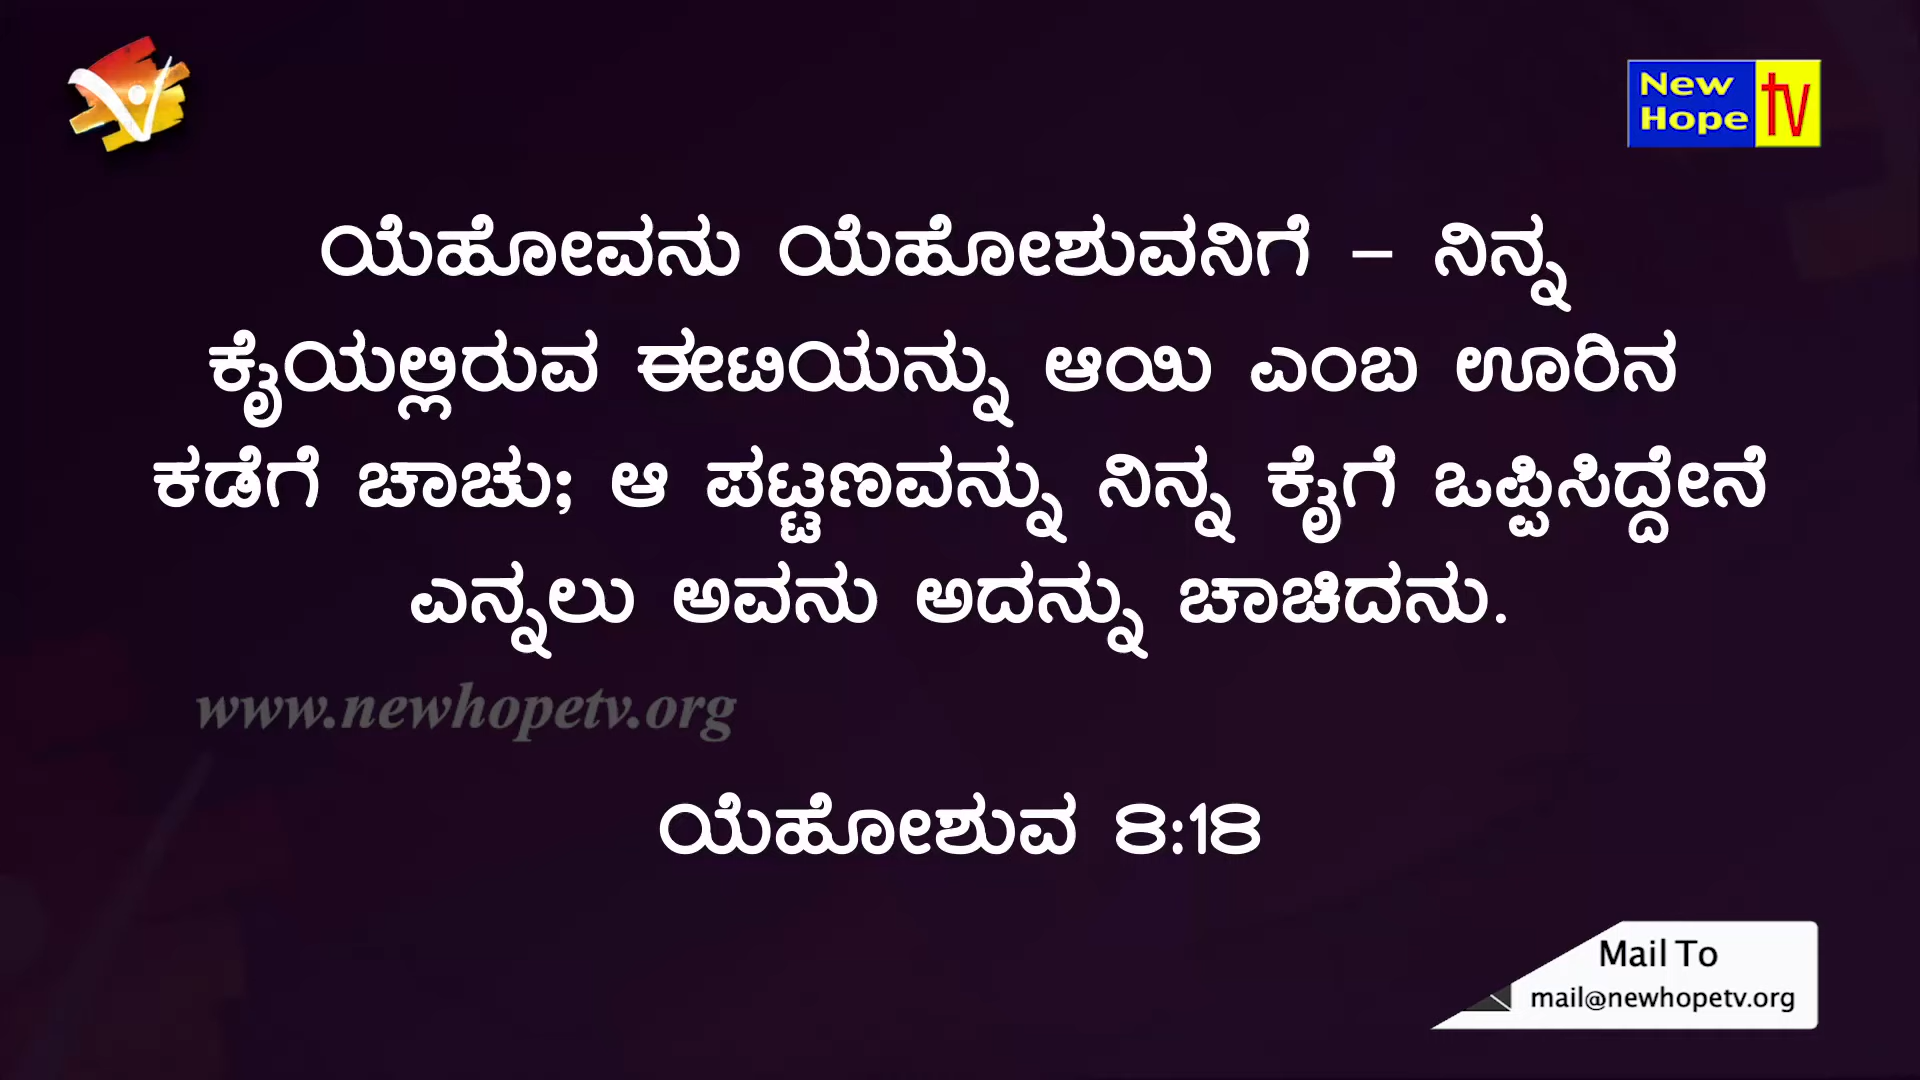 New
Hope
tv
ಯೆಹೋವನು ಯೆಹೋಶುವನಿಗೆ – ನಿನ್ನ
ಕೈಯಲ್ಲಿರುವ ಈಟಿಯನ್ನು ಆಯಿ ಎಂಬ ಊರಿನ
ಕಡೆಗೆ ಚಾಚು; ಆ ಪಟ್ಟಣವನ್ನು ನಿನ್ನ ಕೈಗೆ ಒಪ್ಪಿಸಿದ್ದೇನೆ
ಎನ್ನಲು ಅವನು ಅದನ್ನು ಚಾಚಿದನು.
www.newhopetv.org
ಯೆಹೋಶುವ 8:18
Mail To
mail@newhopetv.org